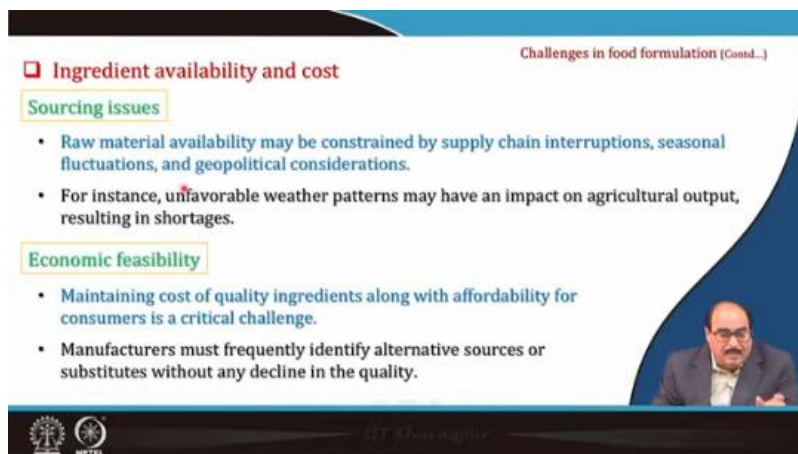 Challenges in food formulation (Contd...)
Ingredient availability and cost
Sourcing issues
• Raw material availability may be constrained by supply chain interruptions, seasonal
fluctuations, and geopolitical considerations.
• For instance, unfavorable weather patterns may have an impact on agricultural output,
resulting in shortages.
Economic feasibility
• Maintaining cost of quality ingredients along with affordability for
consumers is a critical challenge.
• Manufacturers must frequently identify alternative sources or
substitutes without any decline in the quality.
IIT Kharagpur
NPTEL